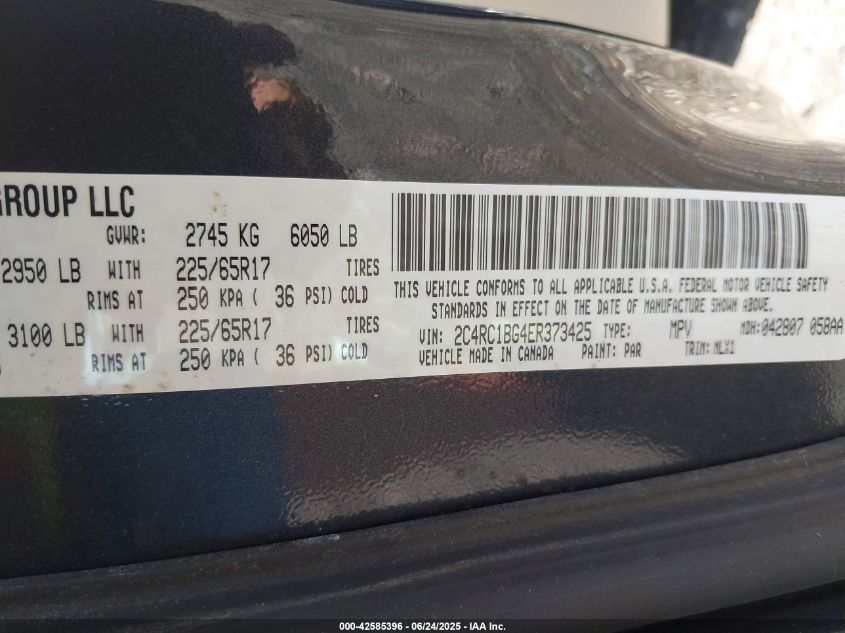 GROUP LLC
GVWR: 2745 KG 6050 LB
2950 LB WITH 225/65R17 TIRES
RIMS AT 250 KPA ( 36 PSI) COLD
3100 LB WITH 225/65R17 TIRES
RIMS AT 250 KPA ( 36 PSI) COLD
THIS VEHICLE CONFORMS TO ALL APPLICABLE U.S.A. FEDERAL MOTOR VEHICLE SAFETY
STANDARDS IN EFFECT ON THE DATE OF MANUFACTURE SHOWN ABOVE.
VIN: 2C4RC1BG4ER373425 TYPE: MPV MDH:042807 058AA
VEHICLE MADE IN CANADA PAINT: PAR TRIM: MLX1
000-42585396 - 06/24/2025 - IAA Inc.